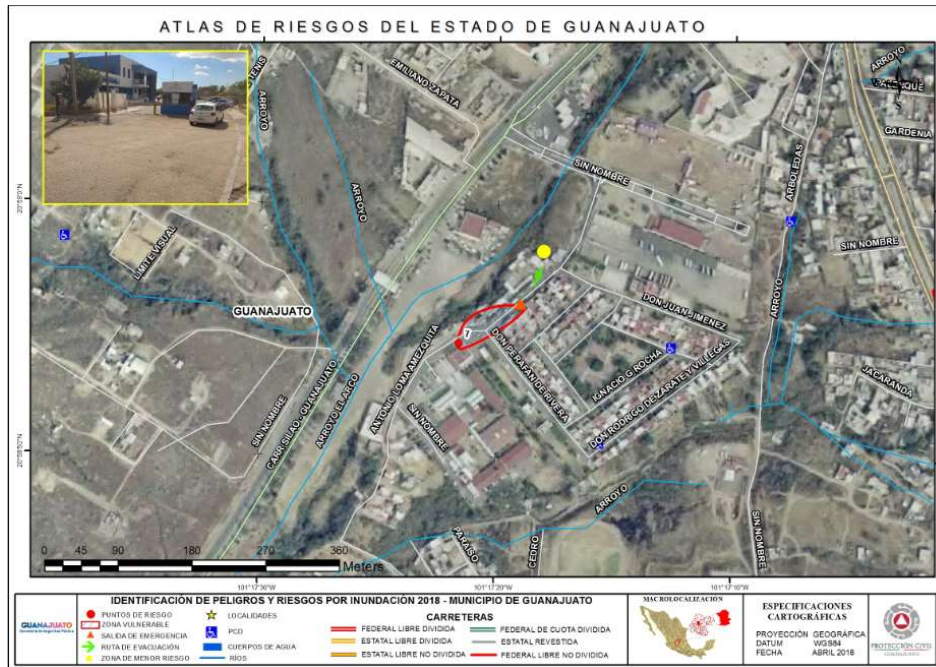 ATLAS DE RIESGOS DEL ESTADO DE GUANAJUATO
TENIS
ARROYO
EMILIANO ZAPATA
ARROYO
GARDENIA
SIN NOMBRE
ARBOLEDAS
ARROYO
LIMITE VISUAL
SIN NOMBRE
GUANAJUATO
DON JUAN JIMENEZ
ARROYO
7
DON PERAFAN DE RIVERA
IGNACIO G ROCHA
DON RODRIGO DE ZARATE Y VILLEGAS
JACARANDA
ANTONIO LOMA AMEZQUITA
SIN NOMBRE
CARR SILAO - GUANAJUATO
ARROYO EL ARCO
SIN NOMBRE
ARROYO
SIN NOMBRE
PARAISO
CEDRO
0 45 90 180 270 360
Meters
20°58'50"N
101°17'20"W
101°17'10"W
IDENTIFICACIÓN DE PELIGROS Y RIESGOS POR INUNDACIÓN 2018 - MUNICIPIO DE GUANAJUATO
GUANAJUATO
PUNTOS DE RIESGO
ZONA VULNERABLE
SALIDA DE EMERGENCIA
RUTA DE EVACUACIÓN
ZONA DE MENOR RIESGO
LOCALIDADES
PCD
CUERPOS DE AGUA
RÍOS
CARRETERAS
FEDERAL LIBRE DIVIDIDA
ESTATAL LIBRE DIVIDIDA
ESTATAL LIBRE NO DIVIDIDA
FEDERAL DE CUOTA DIVIDIDA
ESTATAL REVESTIDA
FEDERAL LIBRE NO DIVIDIDA
MACROLOCALIZACIÓN
ESPECIFICACIONES
CARTOGRÁFICAS
PROYECCIÓN GEOGRÁFICA
DATUM WGS84
FECHA ABRIL 2018
PROTECCIÓN CIVIL